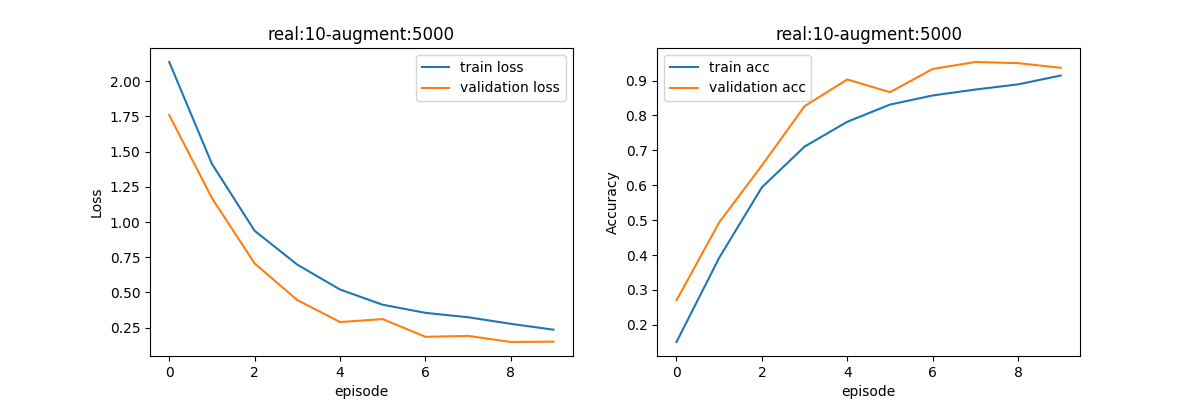 real:10-augment:5000
train loss
validation loss
2.00
1.75
1.50
1.25
1.00
0.75
0.50
0.25
Loss
0 2 4 6 8
episode
real:10-augment:5000
train acc
validation acc
0.9
0.8
0.7
0.6
0.5
0.4
0.3
0.2
Accuracy
0 2 4 6 8
episode